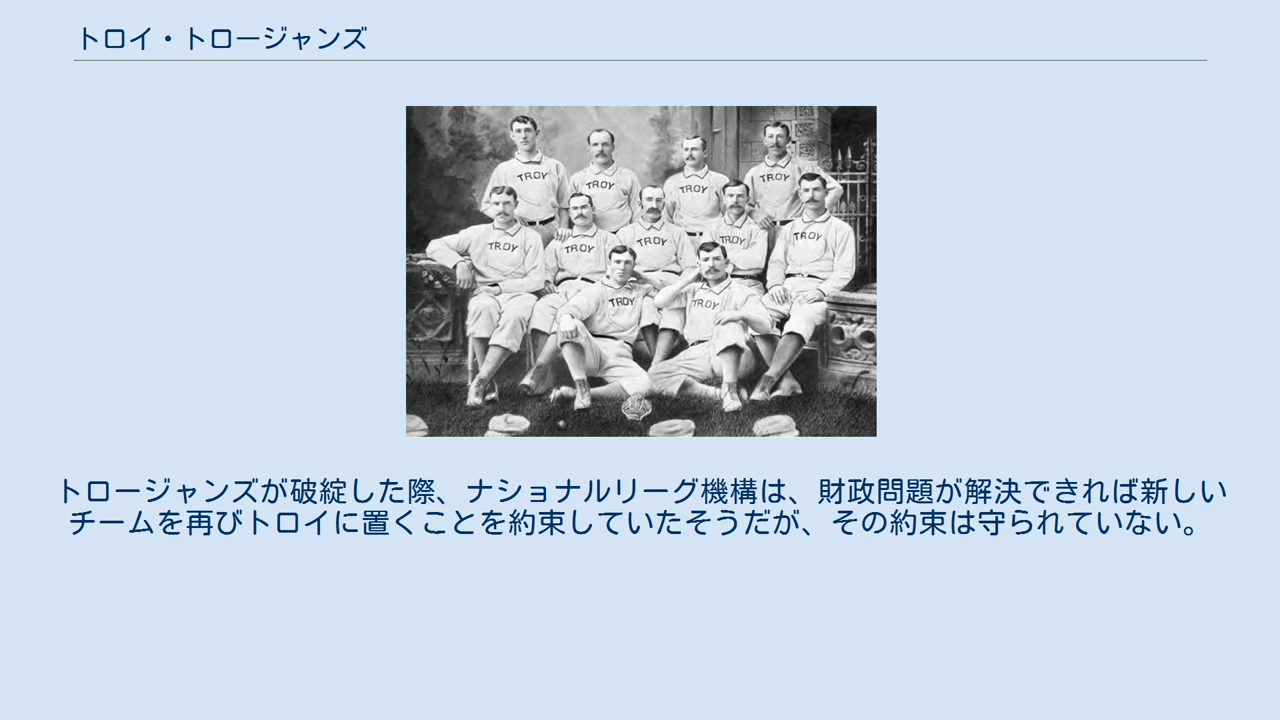 トロイ・トロージャンズ
TROY TROY TROY TROY
TROY TROY TROY TROY TROY
TROY TROY
トロージャンズが破綻した際、ナショナルリーグ機構は、財政問題が解決できれば新しい
チームを再びトロイに置くことを約束していたそうだが、その約束は守られていない。